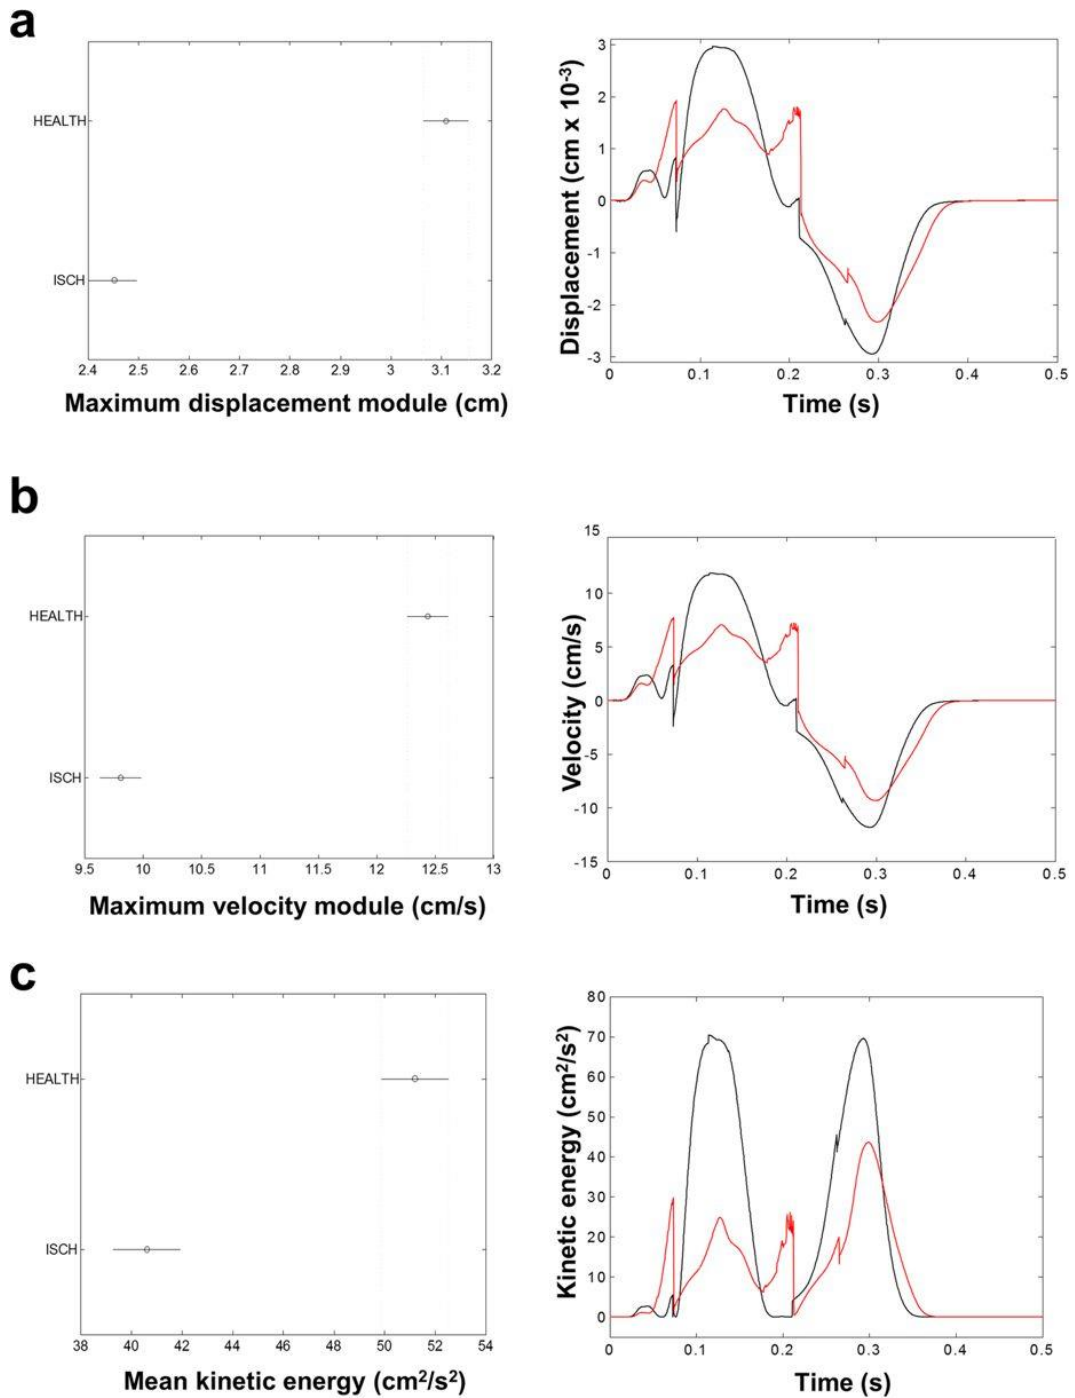 a
HEALTH
ISCH
2.4 2.5 2.6 2.7 2.8 2.9 3 3.1 3.2
Maximum displacement module (cm)
Displacement (cm x 10⁻³)
3
2
1
0
-1
-2
-3
0 0.1 0.2 0.3 0.4 0.5
Time (s)
b
HEALTH
ISCH
9.5 10 10.5 11 11.5 12 12.5 13
Maximum velocity module (cm/s)
Velocity (cm/s)
15
10
5
0
-5
-10
-15
0 0.1 0.2 0.3 0.4 0.5
Time (s)
c
HEALTH
ISCH
38 40 42 44 46 48 50 52 54
Mean kinetic energy (cm²/s²)
Kinetic energy (cm²/s²)
80
70
60
50
40
30
20
10
0
0 0.1 0.2 0.3 0.4 0.5
Time (s)